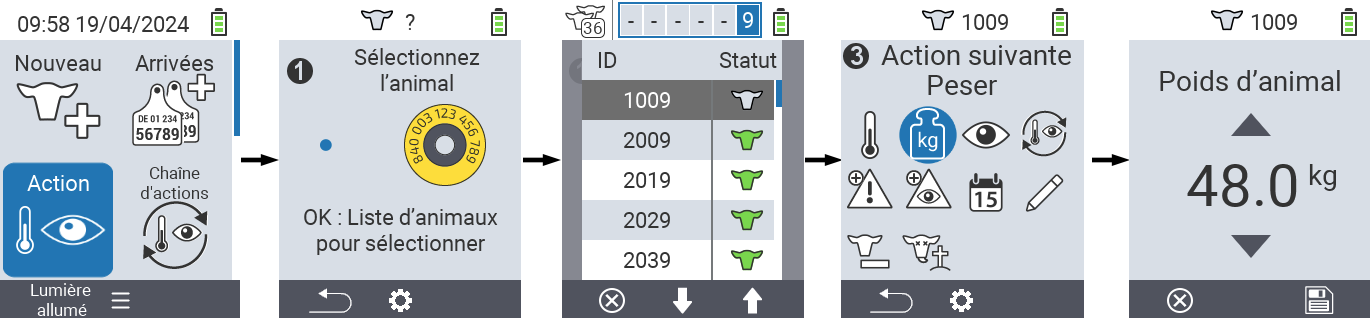 09:58 19/04/2024
Nouveau
Arrivées
DE 01 234
56789
39
Action
Chaîne
d'actions
Lumière
allumé
?
1
Sélectionnez
l'animal
840 003 123 456 789
OK : Liste d'animaux
pour sélectionner
36
- - - - - 9
ID Statut
1009
2009
2019
2029
2039
1009
3 Action suivante
Peser
kg
15
1009
Poids d'animal
48.0 kg